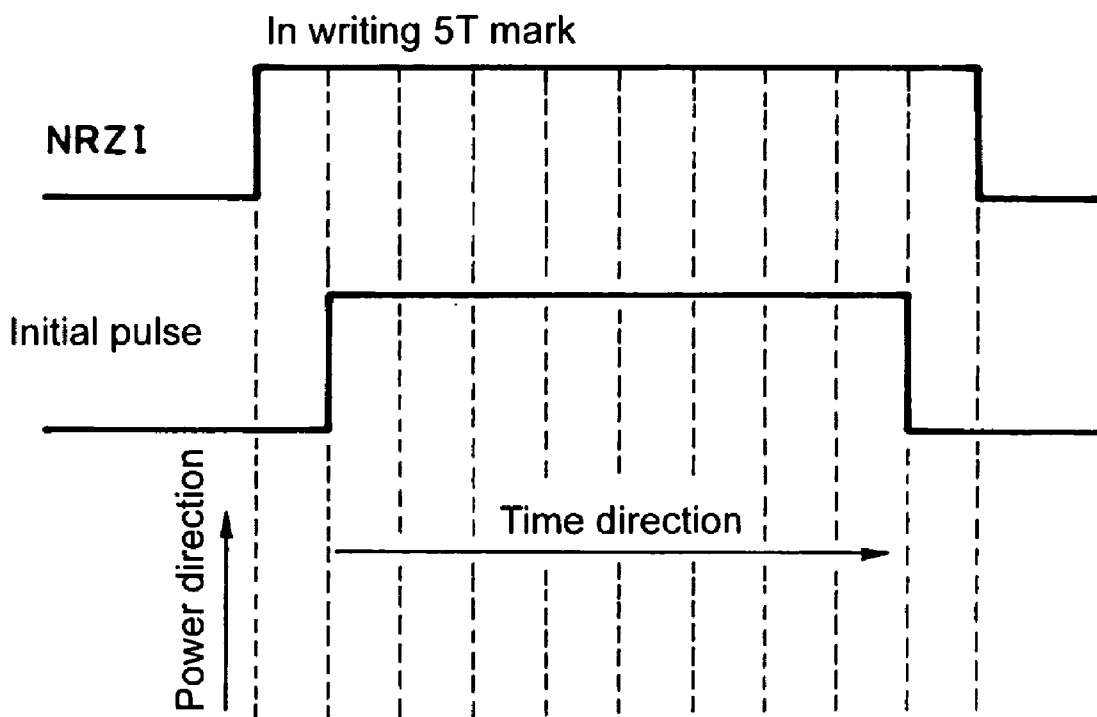 In writing 5T mark
NRZI
Initial pulse
Time direction
Power direction